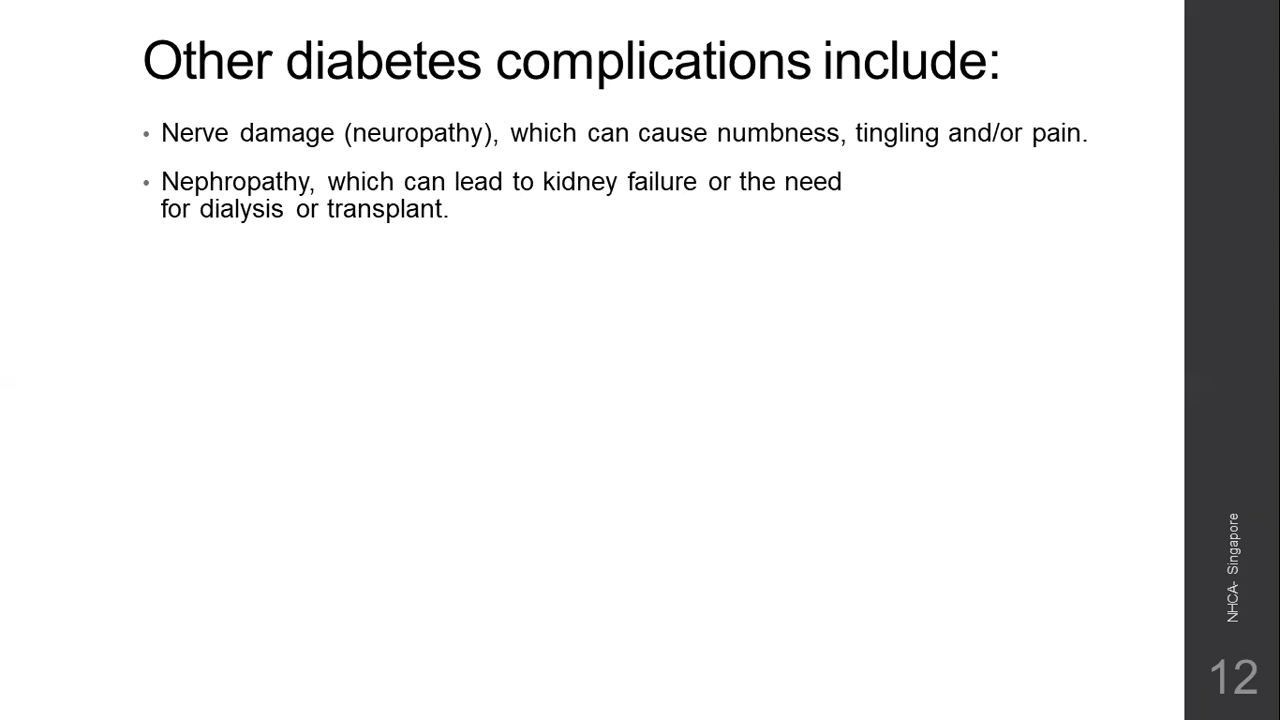 Other diabetes complications include:
• Nerve damage (neuropathy), which can cause numbness, tingling and/or pain.
• Nephropathy, which can lead to kidney failure or the need
for dialysis or transplant.
NHCA- Singapore
12